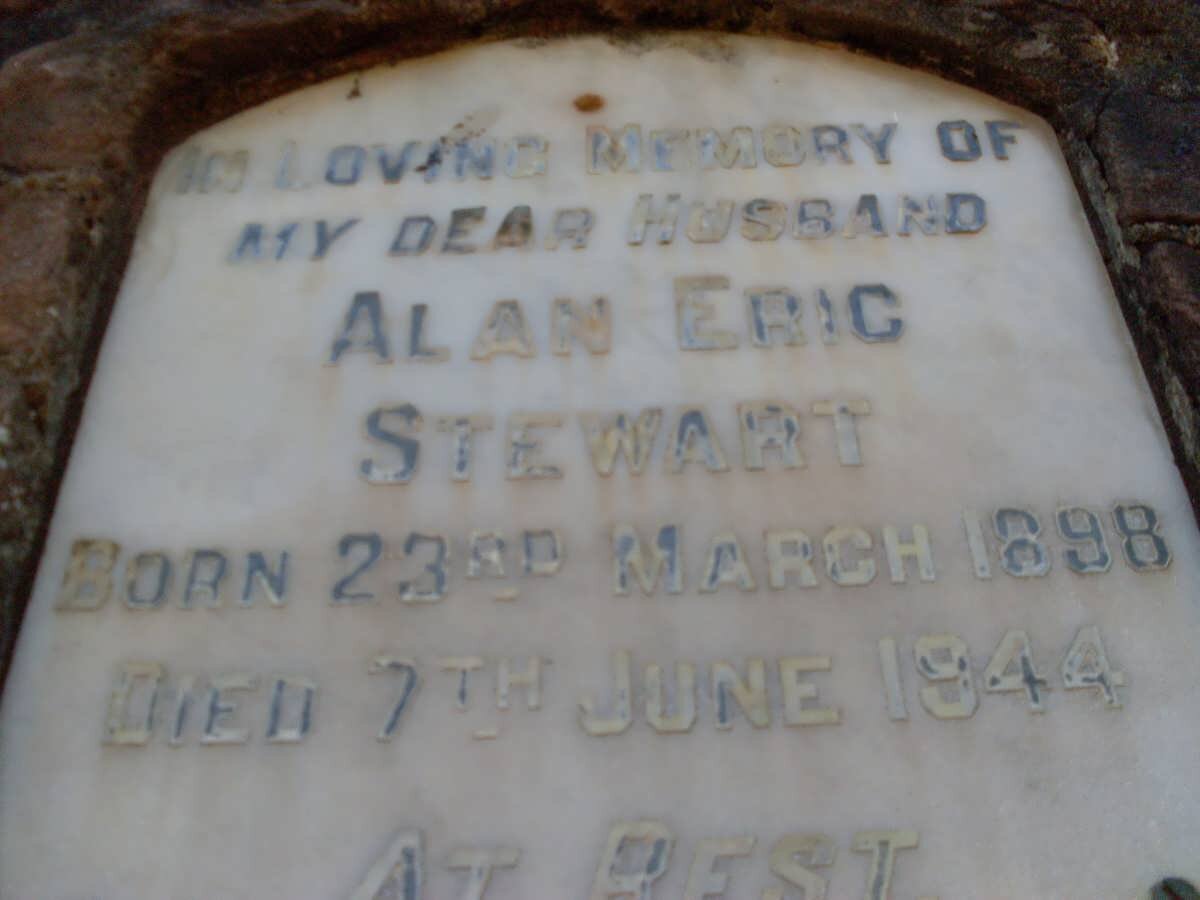 IN LOVING MEMORY OF
MY DEAR HUSBAND
ALAN ERIC
STEWART
BORN 23RD MARCH 1898
DIED 7TH JUNE 1944
AT REST.